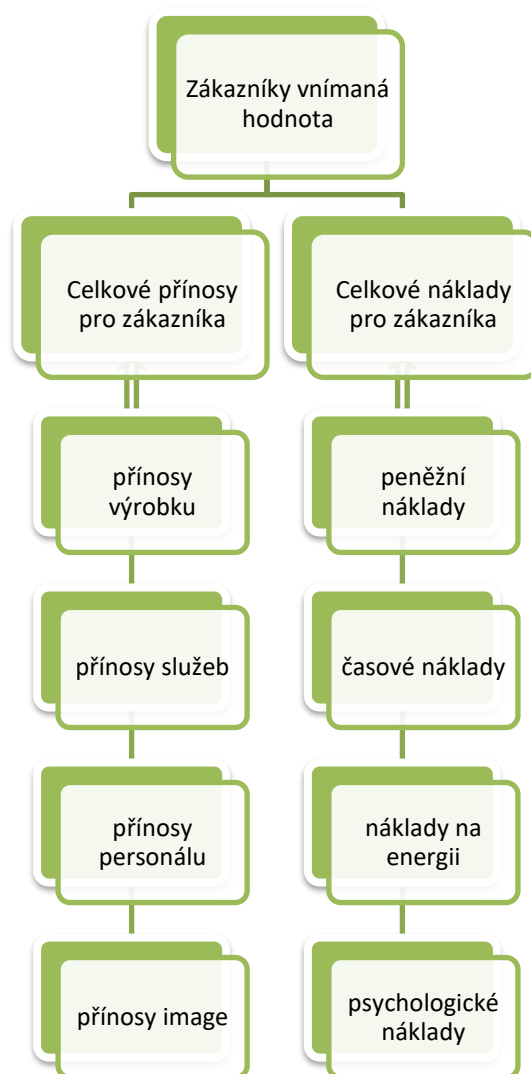 Zákazníky vnímaná
hodnota
Celkové přínosy
pro zákazníka
Celkové náklady
pro zákazníka
přínosy
výrobku
peněžní
náklady
přínosy služeb
časové náklady
přínosy
personálu
náklady na
energii
přínosy image
psychologické
náklady